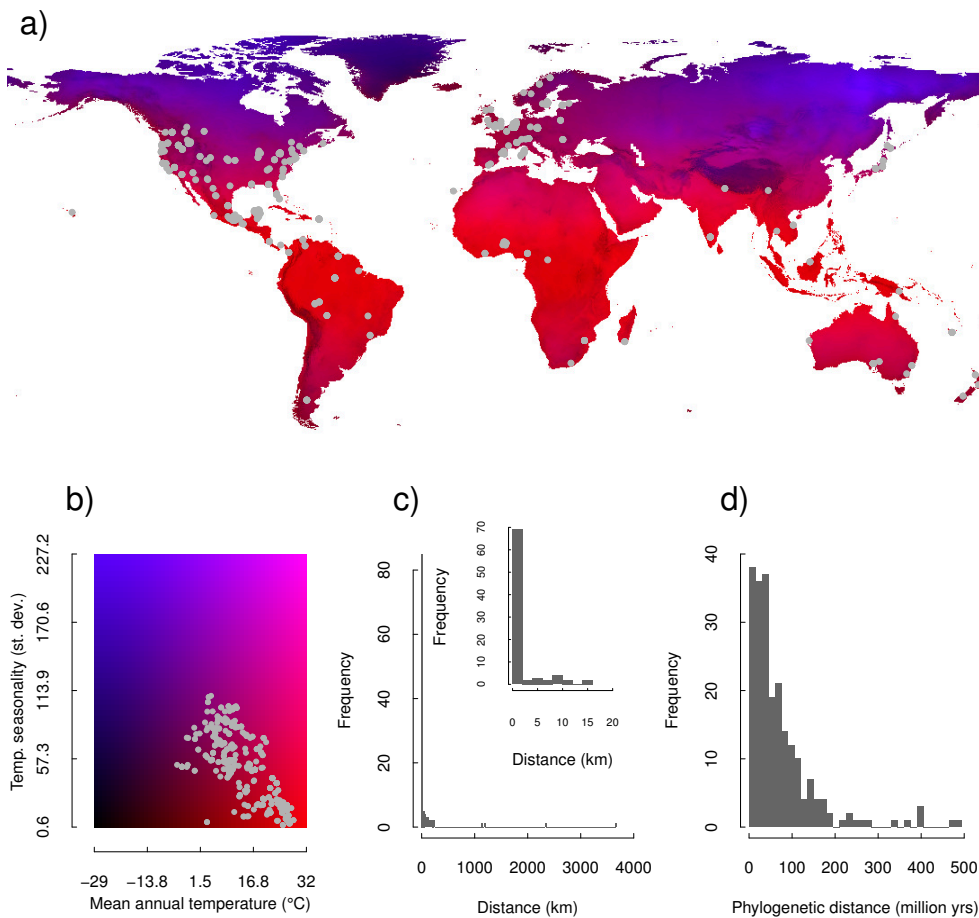 a)
b)
Temp. seasonality (st. dev.)
0.6 57.3 113.9 170.6 227.2
−29 −13.8 1.5 16.8 32
Mean annual temperature (°C)
c)
Frequency
0 20 40 60 80
0 1000 2000 3000 4000
Distance (km)
Frequency
0 10 20 30 40 50 60 70
0 5 10 15 20
Distance (km)
d)
Frequency
0 10 20 30 40
0 100 200 300 400 500
Phylogenetic distance (million yrs)